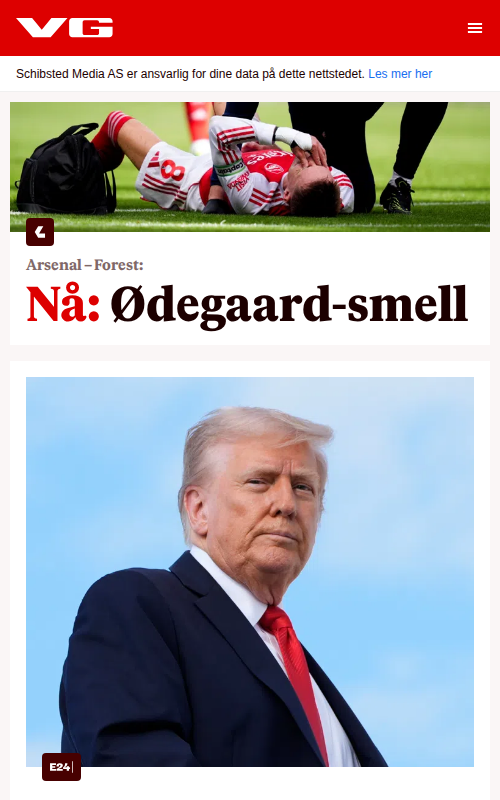 VG
Schibsted Media AS er ansvarlig for dine data på dette nettstedet. Les mer her
8
Arsenal – Forest:
Nå: Ødegaard-smell
E24